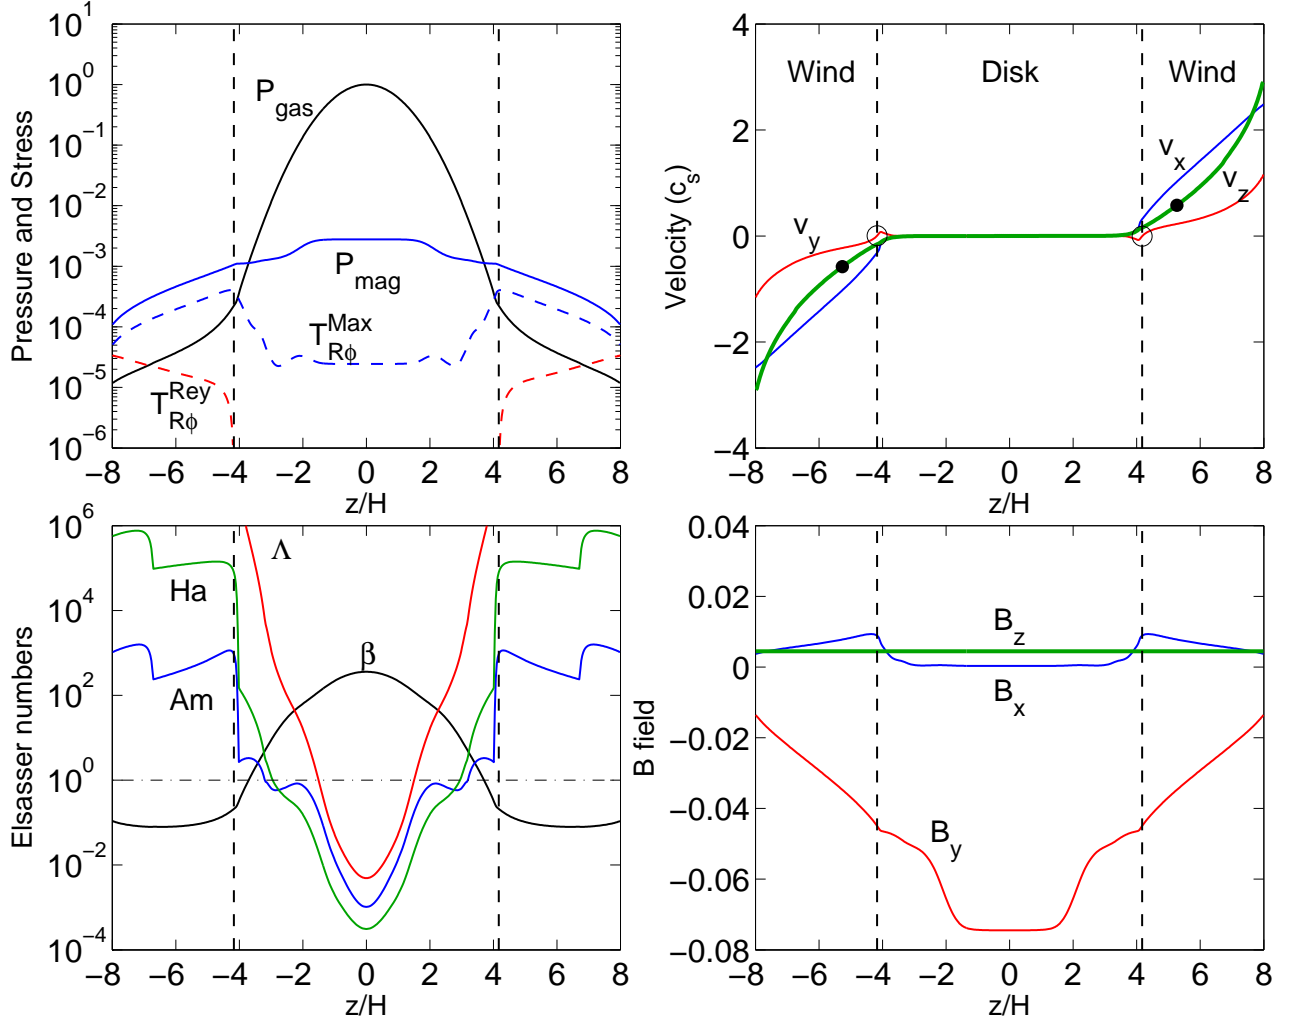 10^1
10^0
10^−1
10^−2
10^−3
10^−4
10^−5
10^−6
Pressure and Stress
P_gas
P_mag
T_Rϕ^Max
T_Rϕ^Rey
−8 −6 −4 −2 0 2 4 6 8
z/H
4
2
0
−2
−4
Velocity (c_s)
Wind Disk Wind
v_x
v_z
v_y
−8 −6 −4 −2 0 2 4 6 8
z/H
10^6
10^4
10^2
10^0
10^−2
10^−4
Elsasser numbers
Λ
Ha
β
Am
−8 −6 −4 −2 0 2 4 6 8
z/H
0.04
0.02
0
−0.02
−0.04
−0.06
−0.08
B field
B_z
B_x
B_y
−8 −6 −4 −2 0 2 4 6 8
z/H